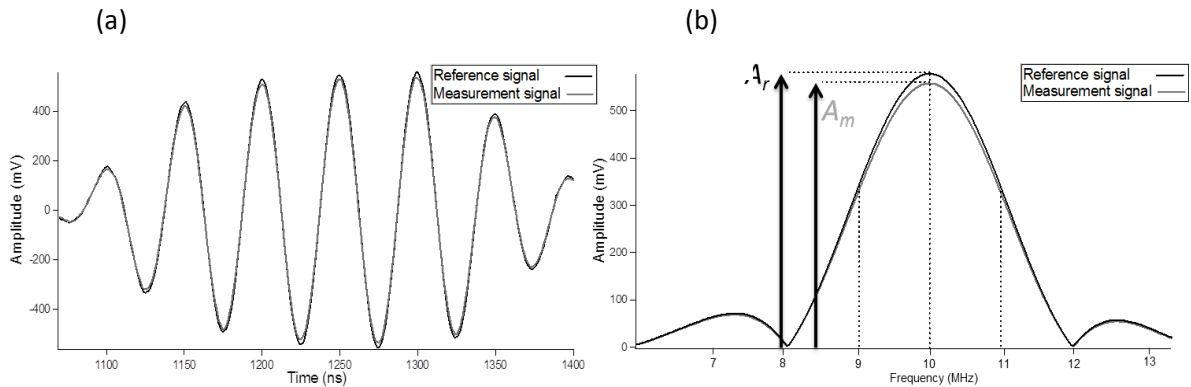 (a)
(b)
Reference signal
Measurement signal
400
200
0
-200
-400
Amplitude (mV)
1100
1150
1200
1250
1300
1350
1400
Time (ns)
Reference signal
Measurement signal
Aᵣ
Aₘ
500
400
300
200
100
0
Amplitude (mV)
7
8
9
10
11
12
13
Frequency (MHz)